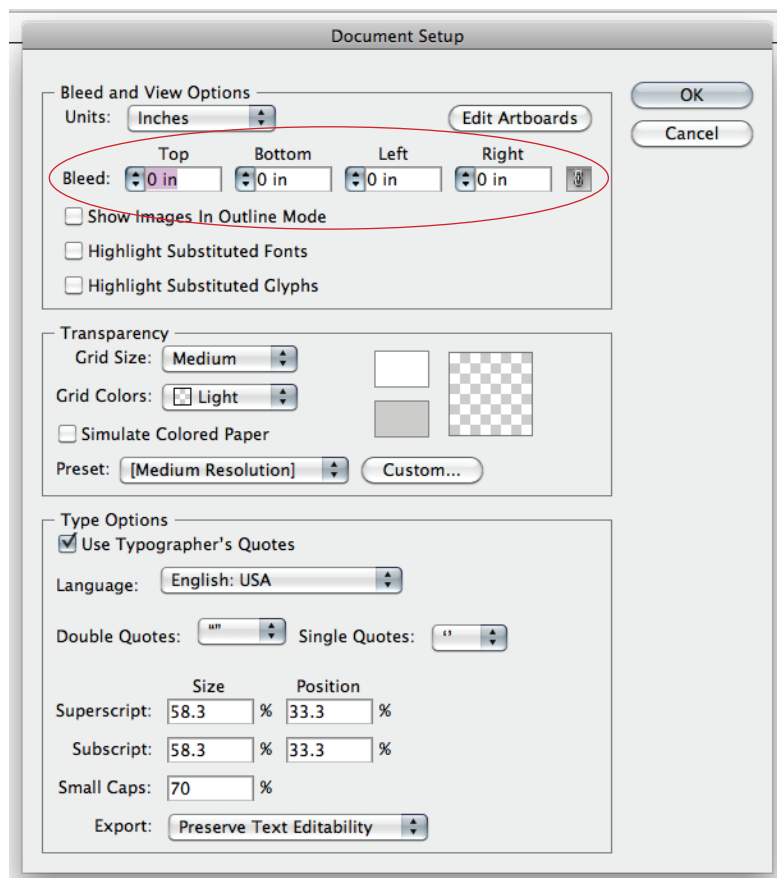 Document Setup
Bleed and View Options
OK
Units: Inches Edit Artboards
Cancel
Top Bottom Left Right
Bleed: 0 in 0 in 0 in 0 in
Show Images In Outline Mode
Highlight Substituted Fonts
Highlight Substituted Glyphs
Transparency
Grid Size: Medium
Grid Colors: Light
Simulate Colored Paper
Preset: [Medium Resolution] Custom...
Type Options
Use Typographer's Quotes
Language: English: USA
Double Quotes: “” Single Quotes: ‘’
Size Position
Superscript: 58.3 % 33.3 %
Subscript: 58.3 % 33.3 %
Small Caps: 70 %
Export: Preserve Text Editability